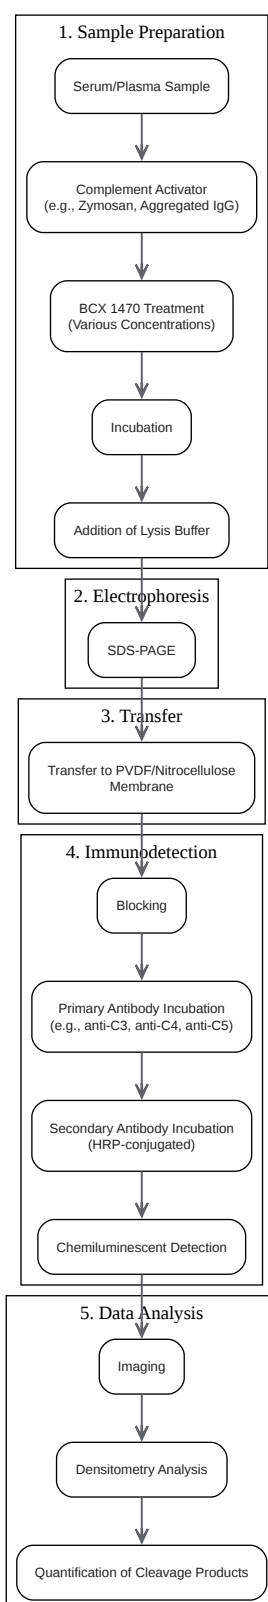 1. Sample Preparation
Serum/Plasma Sample
Complement Activator
(e.g., Zymosan, Aggregated IgG)
BCX 1470 Treatment
(Various Concentrations)
Incubation
Addition of Lysis Buffer
2. Electrophoresis
SDS-PAGE
3. Transfer
Transfer to PVDF/Nitrocellulose
Membrane
4. Immunodetection
Blocking
Primary Antibody Incubation
(e.g., anti-C3, anti-C4, anti-C5)
Secondary Antibody Incubation
(HRP-conjugated)
Chemiluminescent Detection
5. Data Analysis
Imaging
Densitometry Analysis
Quantification of Cleavage Products